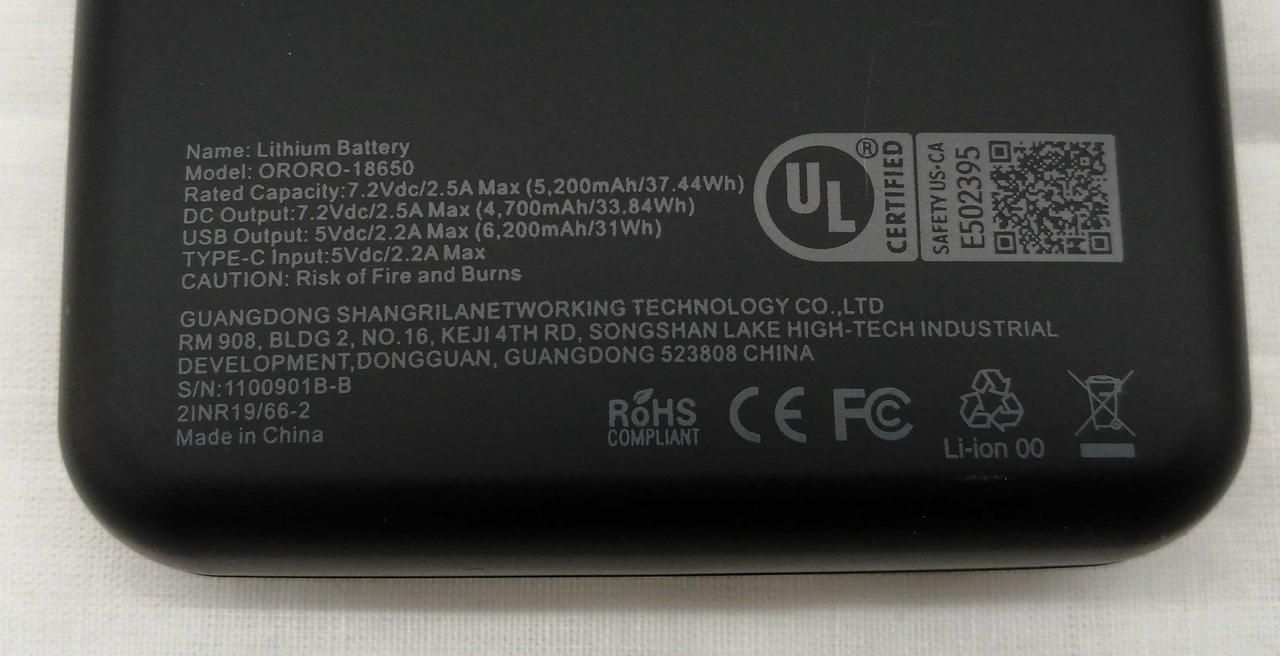 Name: Lithium Battery
Model: ORORO-18650
Rated Capacity:7.2Vdc/2.5A Max (5,200mAh/37.44Wh)
DC Output:7.2Vdc/2.5A Max (4,700mAh/33.84Wh)
USB Output: 5Vdc/2.2A Max (6,200mAh/31Wh)
TYPE-C Input:5Vdc/2.2A Max
CAUTION: Risk of Fire and Burns
UL ® CERTIFIED
SAFETY US·CA
E502395
GUANGDONG SHANGRILANETWORKING TECHNOLOGY CO.,LTD
RM 908, BLDG 2, NO.16, KEJI 4TH RD, SONGSHAN LAKE HIGH-TECH INDUSTRIAL
DEVELOPMENT,DONGGUAN, GUANGDONG 523808 CHINA
S/N:1100901B-B
2INR19/66-2
Made in China
RoHS
COMPLIANT
CE
FC
Li-ion 00